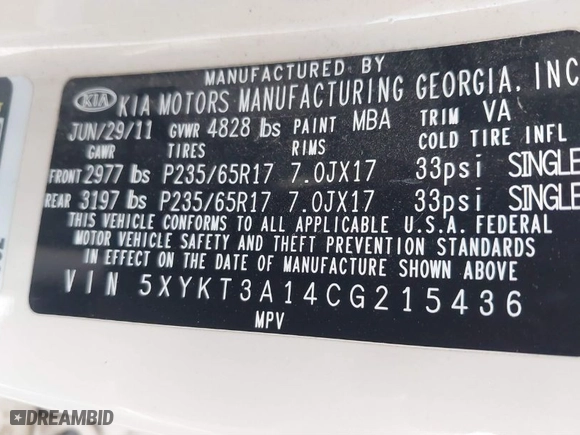 MANUFACTURED BY
KIA KIA MOTORS MANUFACTURING GEORGIA, INC
JUN/29/11 GVWR 4828 lbs PAINT MBA TRIM VA
GAWR TIRES RIMS COLD TIRE INFL
FRONT 2977 lbs P235/65R17 7.0JX17 33psi SINGLE
REAR 3197 lbs P235/65R17 7.0JX17 33psi SINGLE
THIS VEHICLE CONFORMS TO ALL APPLICABLE U.S.A. FEDERAL
MOTOR VEHICLE SAFETY AND THEFT PREVENTION STANDARDS
IN EFFECT ON THE DATE OF MANUFACTURE SHOWN ABOVE
VIN 5XYKT3A14CG215436
MPV
DREAMBID